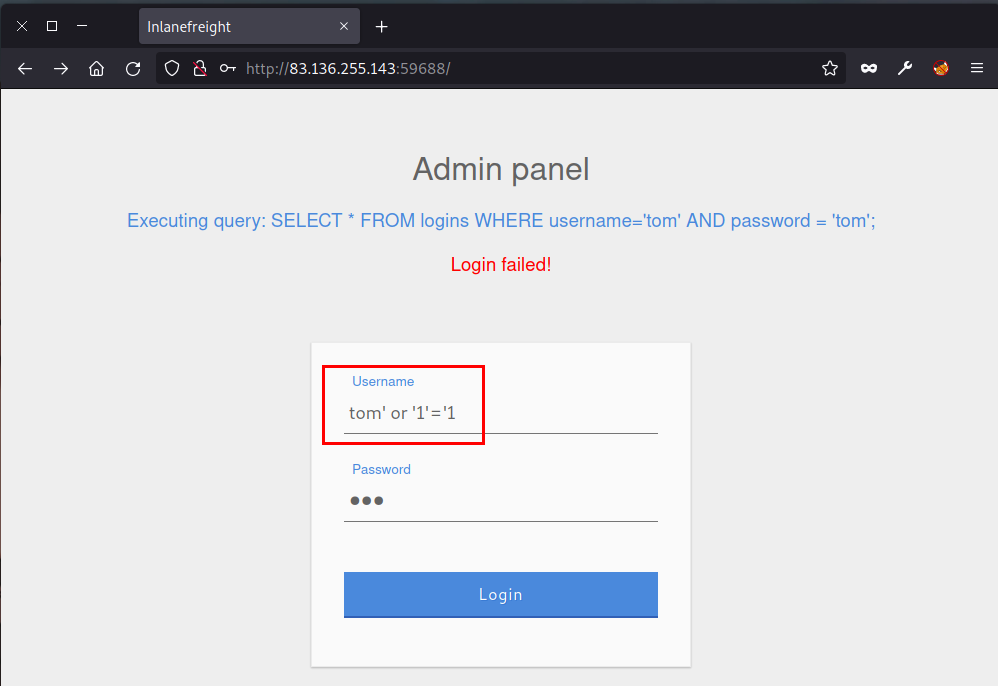 Inlanefreight
http://83.136.255.143:59688/
Admin panel
Executing query: SELECT * FROM logins WHERE username='tom' AND password = 'tom';
Login failed!
Username
tom' or '1'='1
Password
Login